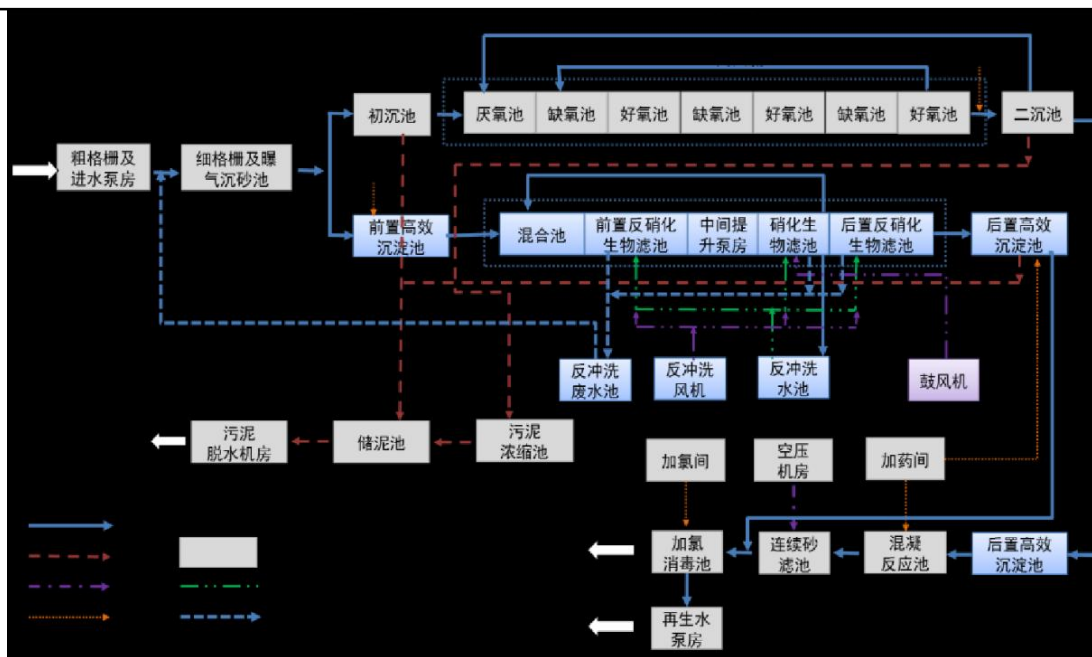 初沉池
厌氧池
缺氧池
好氧池
缺氧池
好氧池
缺氧池
好氧池
二沉池
粗格栅及
进水泵房
细格栅及曝
气沉砂池
前置高效
沉淀池
混合池
前置反硝化
生物滤池
中间提
升泵房
硝化生
物滤池
后置反硝化
生物滤池
后置高效
沉淀池
反冲洗
废水池
反冲洗
风机
反冲洗
水池
鼓风机
污泥
脱水机房
储泥池
污泥
浓缩池
加氯间
空压
机房
加药间
加氯
消毒池
连续砂
滤池
混凝
反应池
后置高效
沉淀池
再生水
泵房